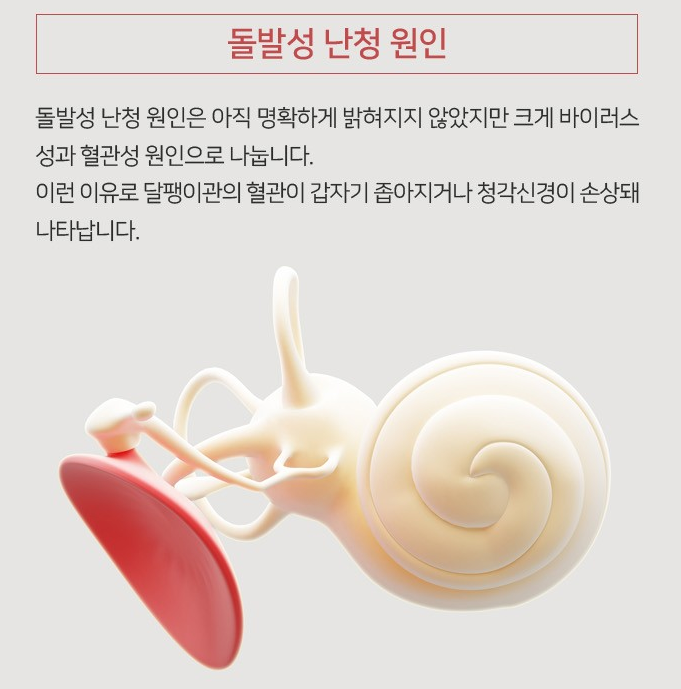 돌발성 난청 원인
돌발성 난청 원인은 아직 명확하게 밝혀지지 않았지만 크게 바이러스
성과 혈관성 원인으로 나눕니다.
이런 이유로 달팽이관의 혈관이 갑자기 좁아지거나 청각신경이 손상돼
나타납니다.